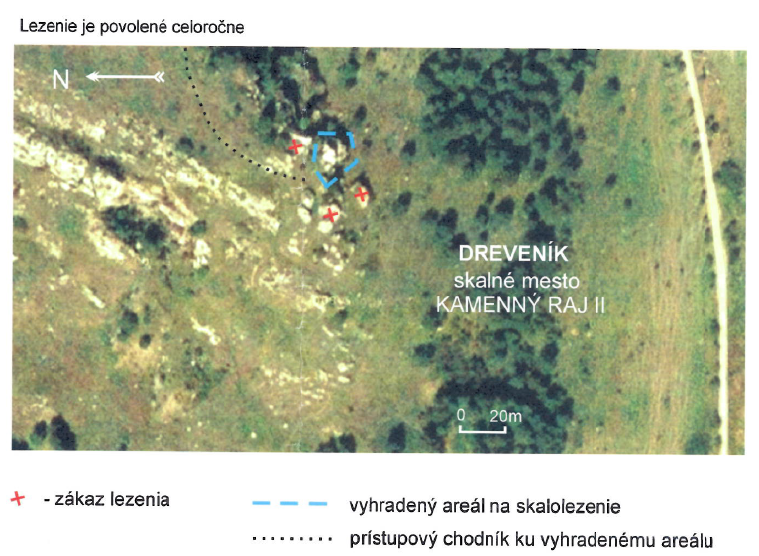 Lezenie je povolené celoročne
N
DREVENÍK
skalné mesto
KAMENNÝ RAJ II
0 20m
- zákaz lezenia
vyhradený areál na skalolezenie
prístupový chodník ku vyhradenému areálu